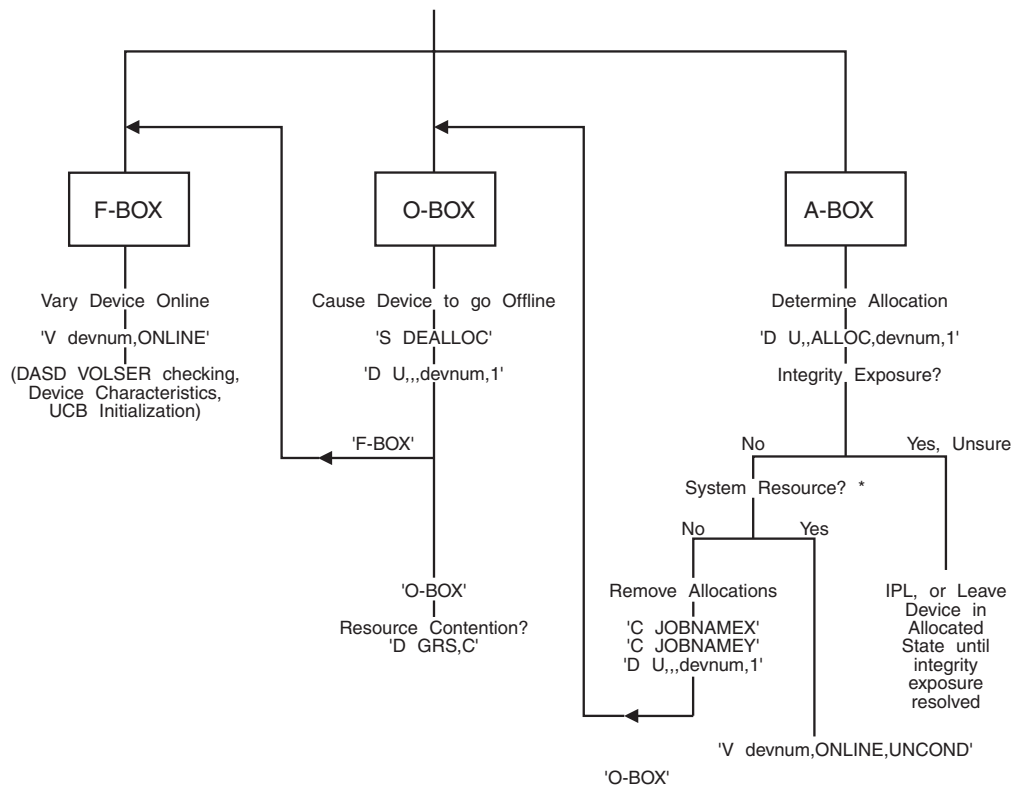 F-BOX
Vary Device Online
'V devnum,ONLINE'
(DASD VOLSER checking,
Device Characteristics,
UCB Initialization)
O-BOX
Cause Device to go Offline
'S DEALLOC'
'D U,,,devnum,1'
'F-BOX'
'O-BOX'
Resource Contention?
'D GRS,C'
A-BOX
Determine Allocation
'D U,,ALLOC,devnum,1'
Integrity Exposure?
No
Yes, Unsure
System Resource? *
No
Yes
Remove Allocations
'C JOBNAMEX'
'C JOBNAMEY'
'D U,,,devnum,1'
'O-BOX'
'V devnum,ONLINE,UNCOND'
IPL, or Leave
Device in
Allocated
State until
integrity
exposure
resolved